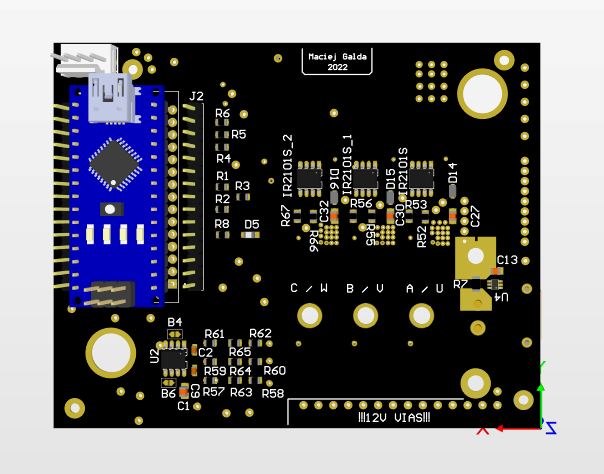 Maciej Galda
2022
J2
R6
R5
R4
R1
R3
R2
R8
D5
IR2101S_2
IR2101S_1
IR2101S
D16
D15
D14
R67
C32
R56
C30
R53
C27
R66
R55
R52
C13
R7
U4
C / W
B / V
A / U
B4
U2
C2
R61
R62
R65
R59
R64
R60
B6
C9
R57
R63
R58
C1
|||12V VIAS|||
Y
X
Z